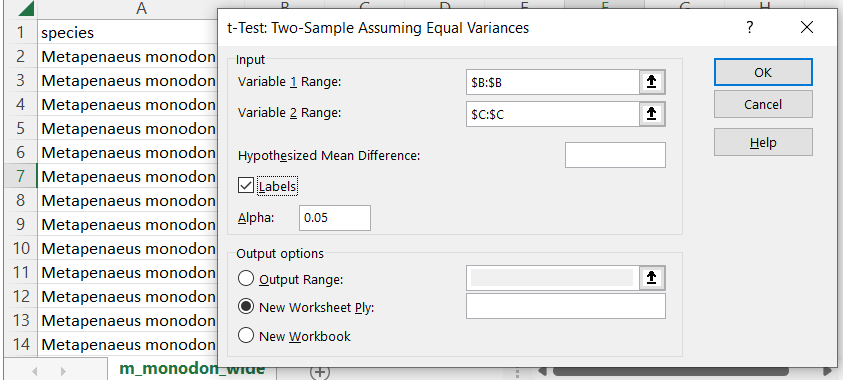 A B C D E F G H
t-Test: Two-Sample Assuming Equal Variances ? ×
1 species
2 Metapenaeus monodon
3 Metapenaeus monodon
4 Metapenaeus monodon
5 Metapenaeus monodon
6 Metapenaeus monodon
7 Metapenaeus monodon
8 Metapenaeus monodon
9 Metapenaeus monodon
10 Metapenaeus monodon
11 Metapenaeus monodon
12 Metapenaeus monodon
13 Metapenaeus monodon
14 Metapenaeus monodon
m_monodon_wide
Input
Variable 1 Range: $B:$B
Variable 2 Range: $C:$C
Hypothesized Mean Difference:
Labels
Alpha: 0.05
Output options
Output Range:
New Worksheet Ply:
New Workbook
OK
Cancel
Help